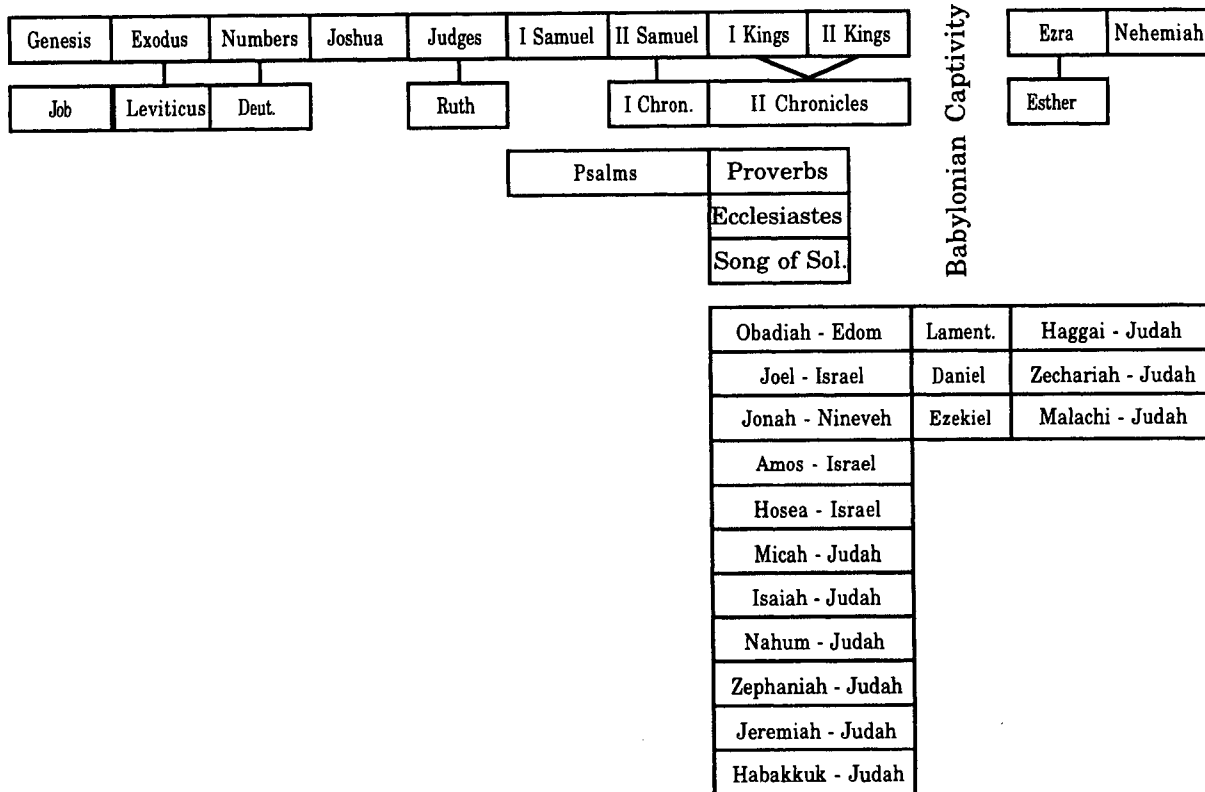 Genesis Exodus Numbers Joshua Judges I Samuel II Samuel I Kings II Kings Ezra Nehemiah
Job Leviticus Deut. Ruth I Chron. II Chronicles Esther
Babylonian Captivity
Psalms Proverbs
Ecclesiastes
Song of Sol.
Obadiah - Edom Lament. Haggai - Judah
Joel - Israel Daniel Zechariah - Judah
Jonah - Nineveh Ezekiel Malachi - Judah
Amos - Israel
Hosea - Israel
Micah - Judah
Isaiah - Judah
Nahum - Judah
Zephaniah - Judah
Jeremiah - Judah
Habakkuk - Judah